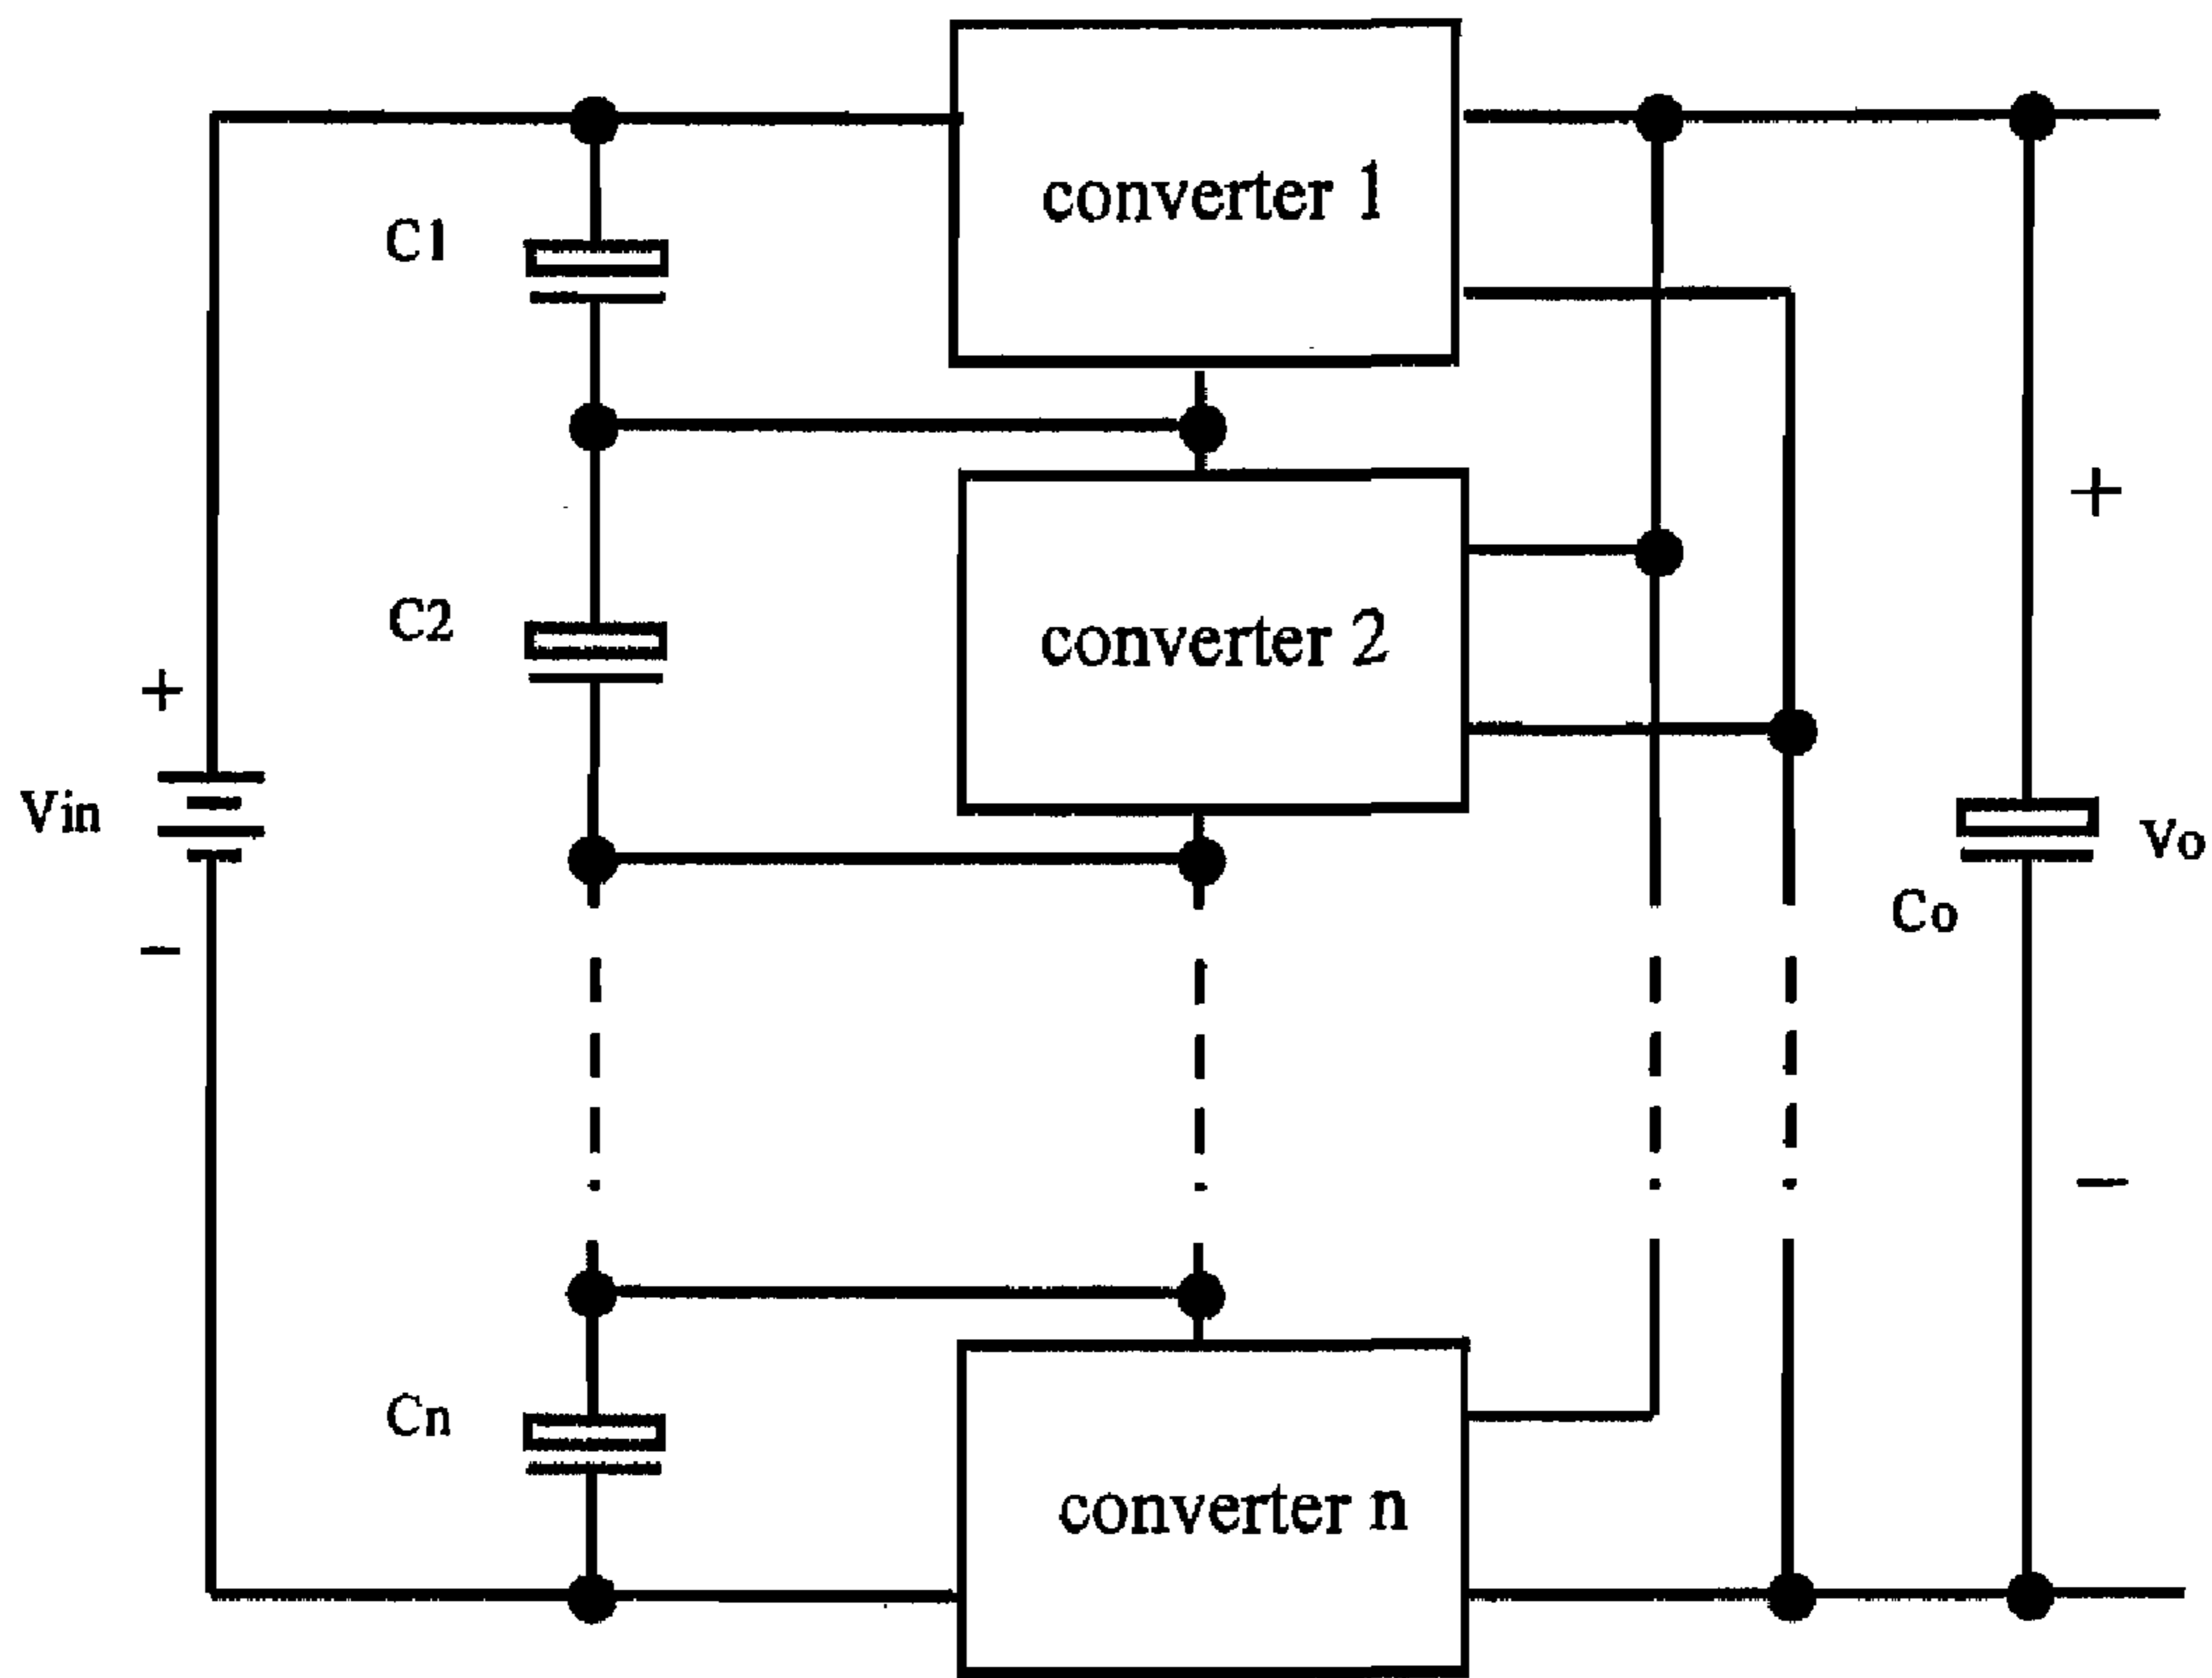 converter 1
C1
C2
converter 2
+
+
Vin
Vo
Co
−
−
Cn
converter n